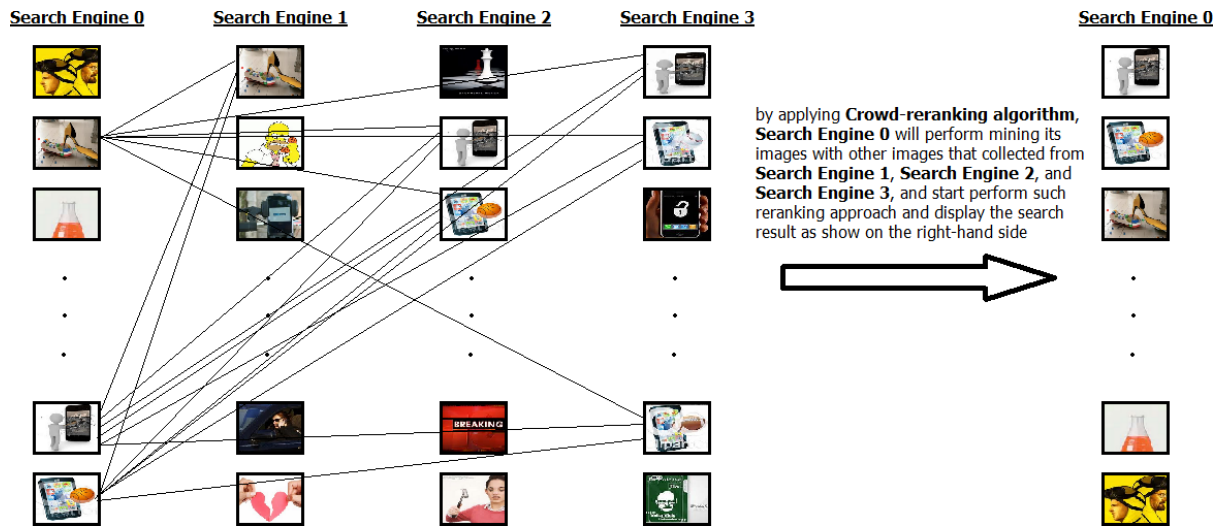 Search Engine 0
Search Engine 1
Search Engine 2
Search Engine 3
Search Engine 0
by applying Crowd-reranking algorithm,
Search Engine 0 will perform mining its
images with other images that collected from
Search Engine 1, Search Engine 2, and
Search Engine 3, and start perform such
reranking approach and display the search
result as show on the right-hand side
BREAKING